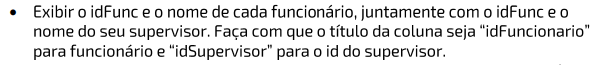 • Exibir o idFunc e o nome de cada funcionário, juntamente com o idFunc e o
nome do seu supervisor. Faça com que o título da coluna seja “idFuncionario”
para funcionário e “idSupervisor” para o id do supervisor.